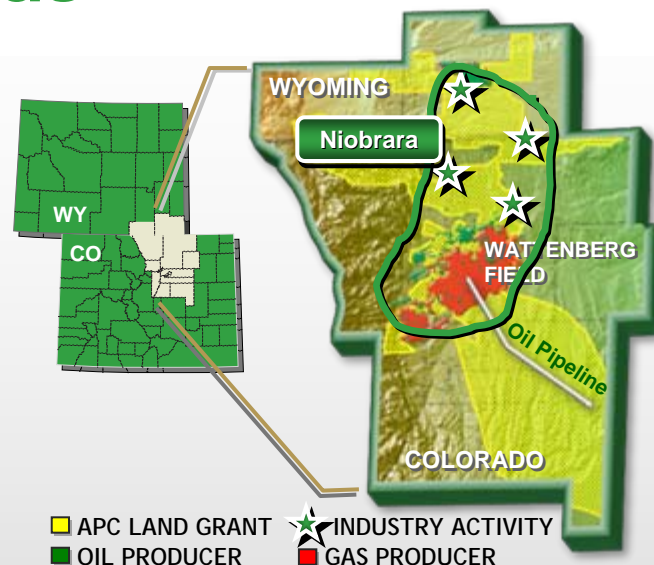 WYOMING
Niobrara
WY
CO
WATTENBERG
FIELD
Oil Pipeline
COLORADO
APC LAND GRANT
INDUSTRY ACTIVITY
OIL PRODUCER
GAS PRODUCER